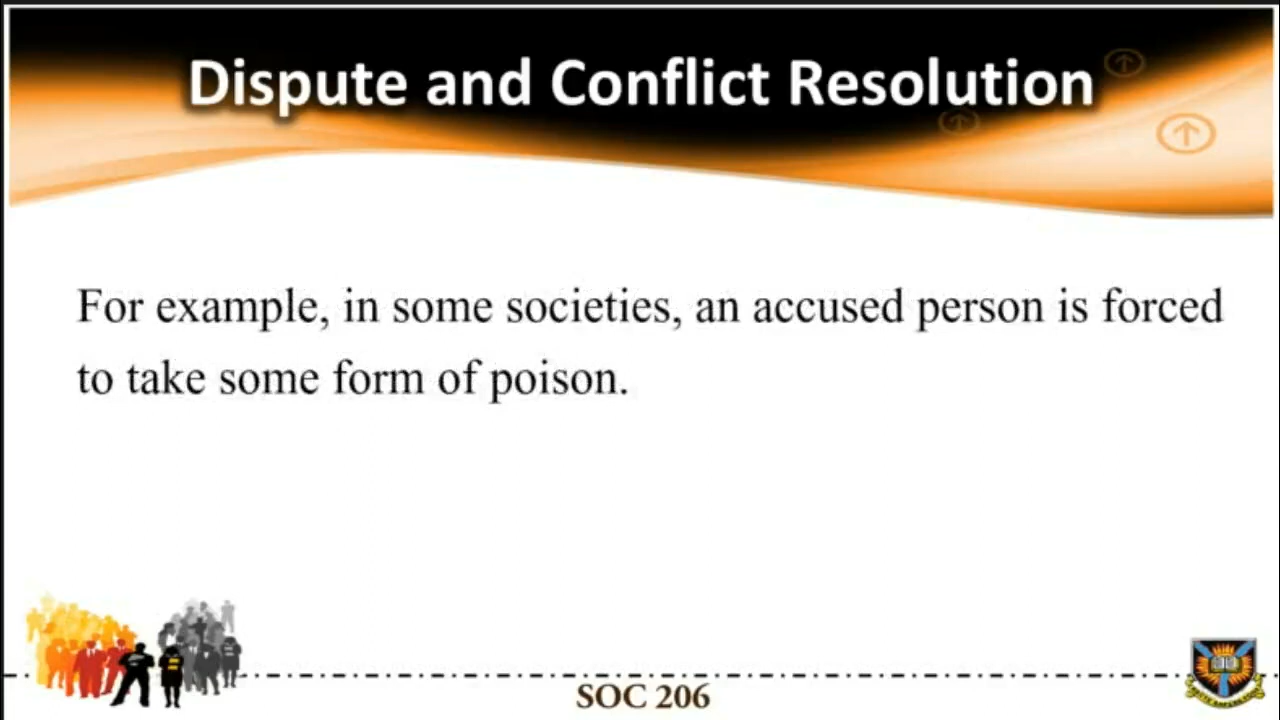 Dispute and Conflict Resolution
For example, in some societies, an accused person is forced
to take some form of poison.
SOC 206